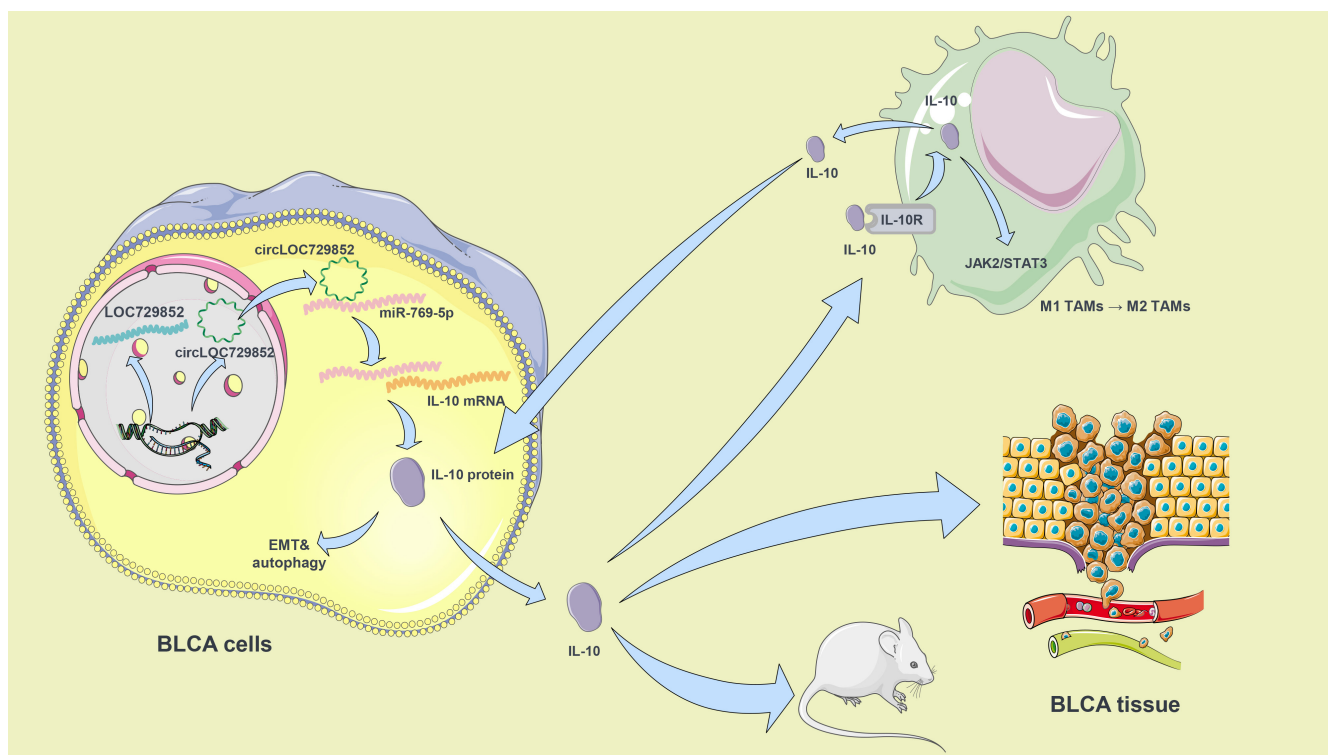 LOC729852
circLOC729852
circLOC729852
miR-769-5p
IL-10 mRNA
IL-10 protein
EMT&
autophagy
BLCA cells
IL-10
IL-10
IL-10
IL-10
IL-10R
JAK2/STAT3
M1 TAMs → M2 TAMs
BLCA tissue